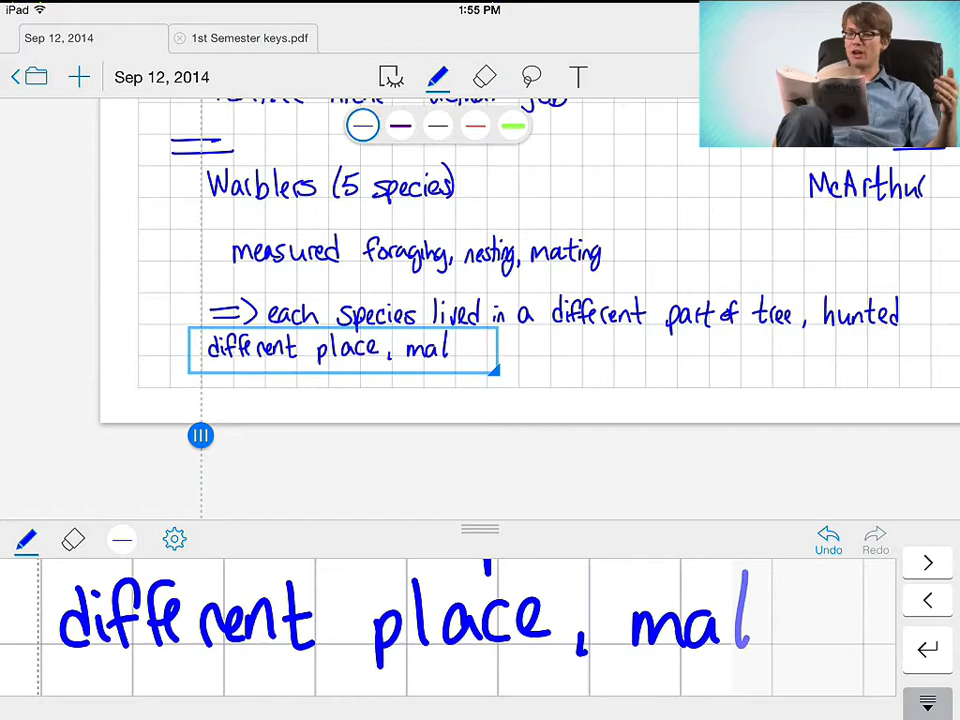 iPad 1:55 PM
Sep 12, 2014 1st Semester keys.pdf
Sep 12, 2014 T
job
Warblers (5 species) McArthur
measured foraging, nesting, mating
=> each species lived in a different part of tree, hunted
different place, mal
Undo Redo
different place, mal